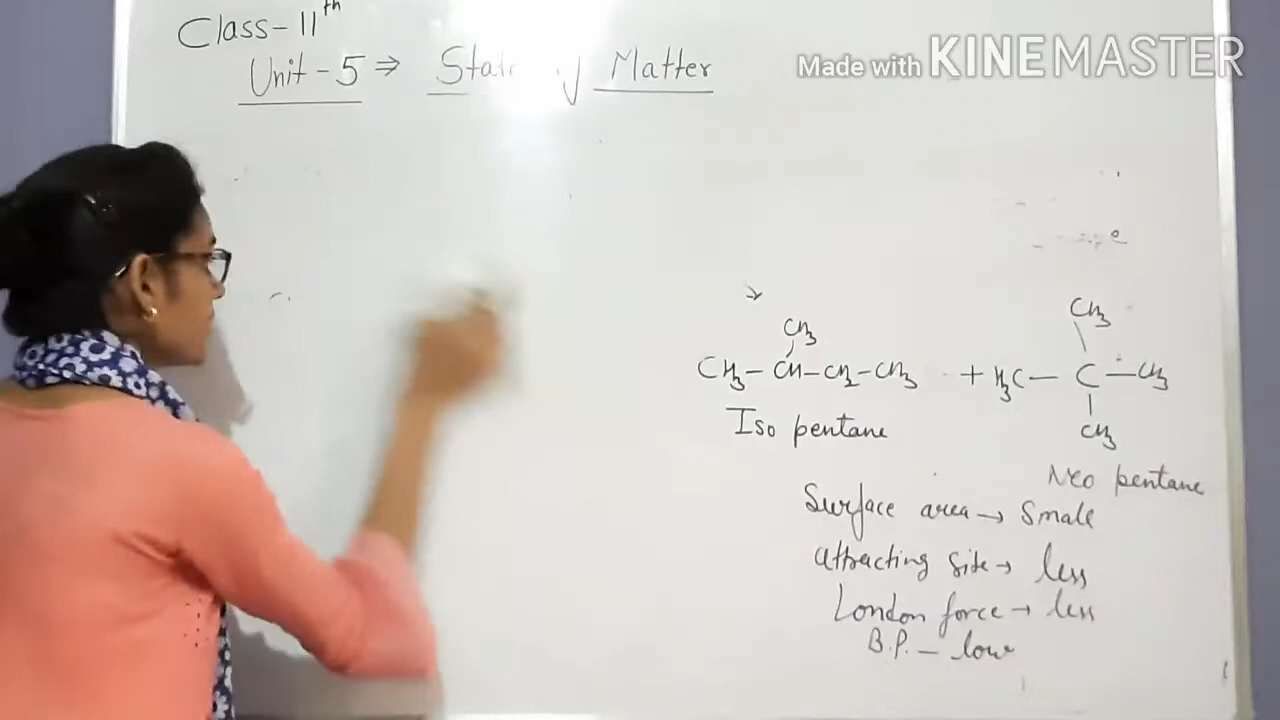 Class-11th
Unit-5 ⇒ State of Matter
Made with KINEMASTER
CH3
CH3-CH-CH2-CH3
Iso pentane
CH3
+ H3C-C-CH3
CH3
Neo pentane
Surface area → Small
attracting site → less
London force → less
B.P. - low